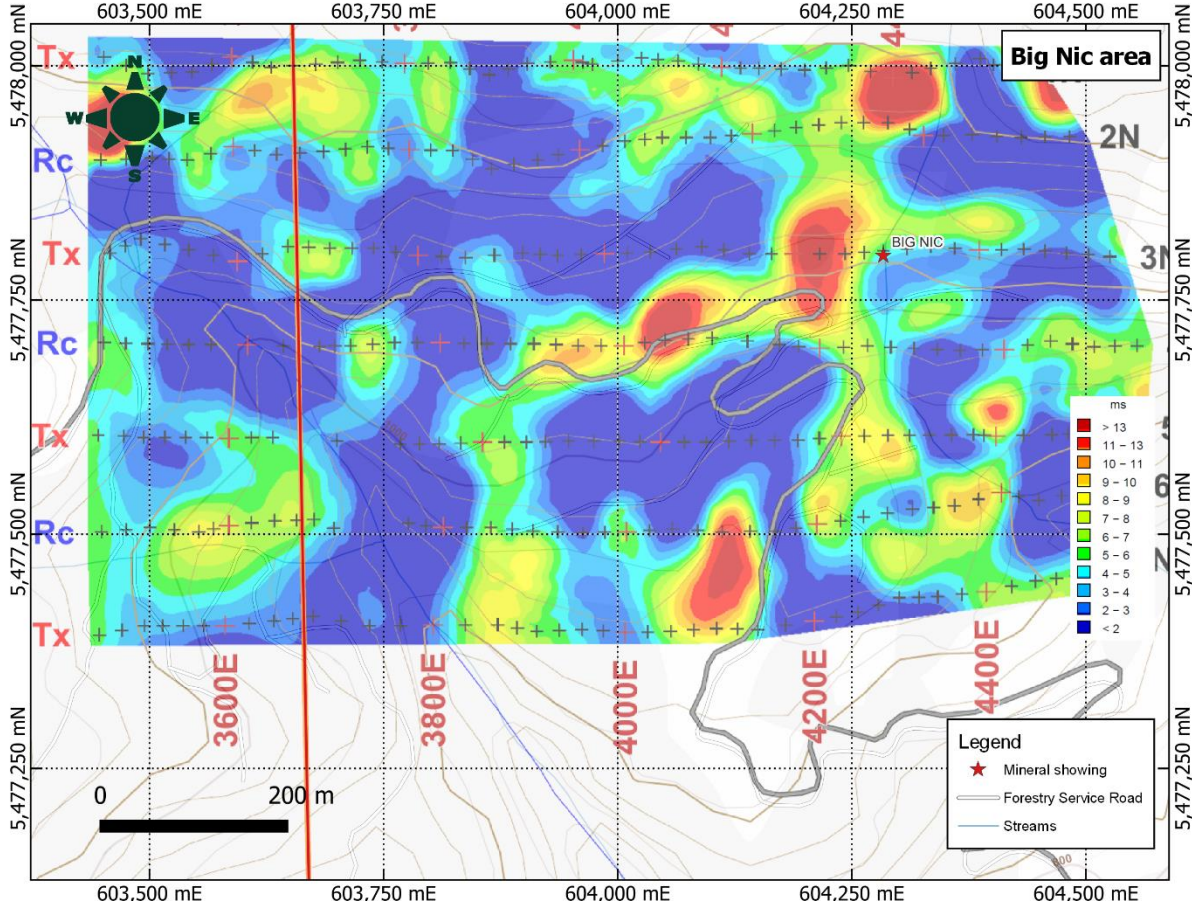 603,500 mE
603,750 mE
604,000 mE
604,250 mE
604,500 mE
Big Nic area
5,478,000 mN
5,478,000 mN
Tx
N
W
E
S
2N
Rc
Tx
BIG NIC
5,477,750 mN
5,477,750 mN
Rc
ms
> 13
11 – 13
10 – 11
9 – 10
8 – 9
7 – 8
6 – 7
5 – 6
4 – 5
3 – 4
2 – 3
< 2
Tx
5,477,500 mN
5,477,500 mN
Rc
Tx
3600E
3800E
4000E
4200E
4400E
5,477,250 mN
5,477,250 mN
0
200 m
Legend
Mineral showing
Forestry Service Road
Streams
603,500 mE
603,750 mE
604,000 mE
604,250 mE
604,500 mE